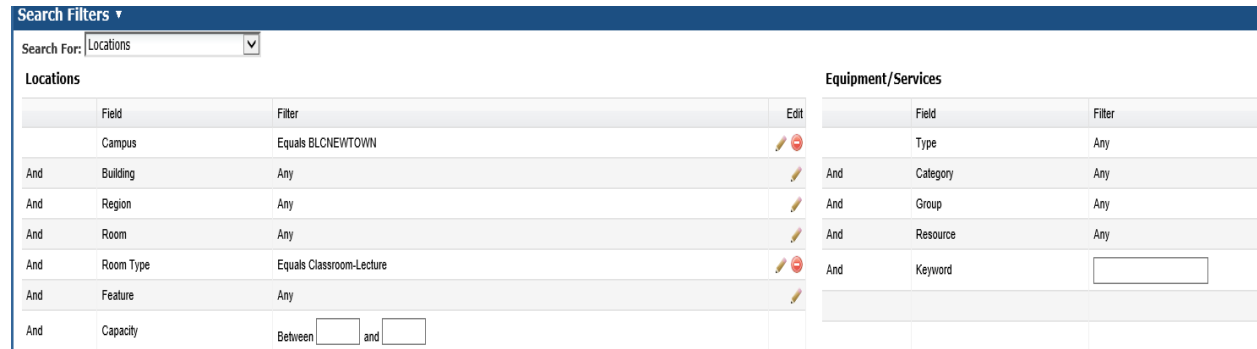 Search Filters ▼
Search For: Locations
Locations
Equipment/Services
Field Filter Edit
Field Filter
Campus Equals BLCNEWTOWN
Type Any
And Building Any
And Category Any
And Region Any
And Group Any
And Room Any
And Resource Any
And Room Type Equals Classroom-Lecture
And Keyword
And Feature Any
And Capacity Between and